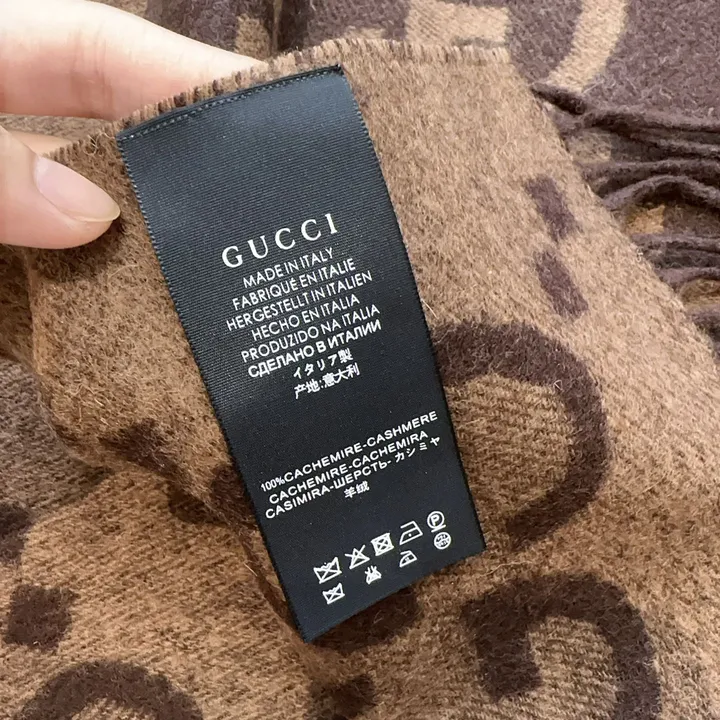 GUCCI
MADE IN ITALY
FABRIQUÉ EN ITALIE
HERGESTELLT IN ITALIEN
HECHO EN ITALIA
PRODUZIDO NA ITALIA
СДЕЛАНО В ИТАЛИИ
イタリア製
产地:意大利
100%CACHEMIRE-CASHMERE
CACHEMIRE-CACHEMIRA
CASIMIRA-ШЕРСТЬ-カシミヤ
羊绒